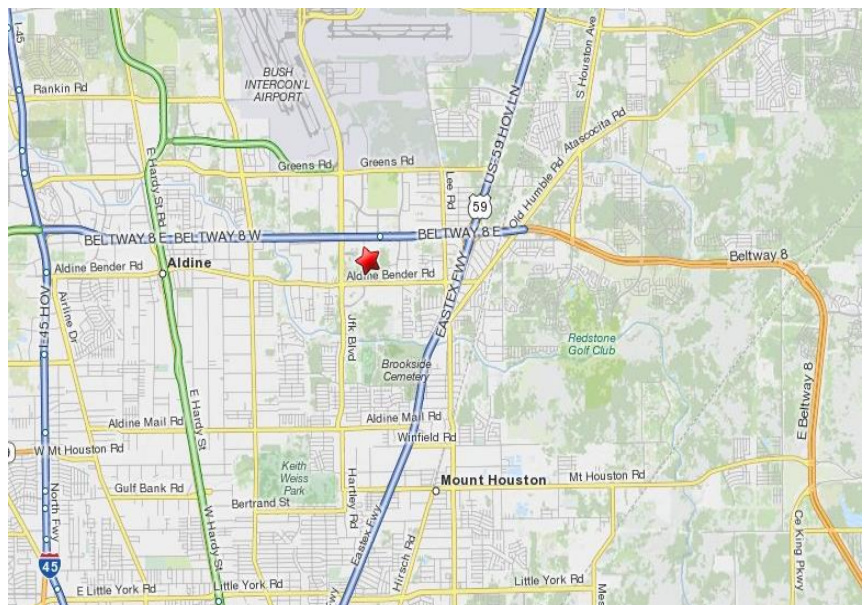 I-45
Rankin Rd
BUSH
INTERCON'L
AIRPORT
US-59 HOV LN
S Houston Ave
Atascocita Rd
E Hardy St Rd
Greens Rd
Greens Rd
Lee Rd
59
Old Humble Rd
BELTWAY 8 E
BELTWAY 8 W
BELTWAY 8 E
Beltway 8
Aldine Bender Rd
Aldine
Aldine Bender Rd
EASTEX FWY
I-45 HOV
Airline Dr
Jfk Blvd
Redstone
Golf Club
Brookside
Cemetery
E Beltway 8
E Hardy St
Aldine Mail Rd
Aldine Mail Rd
Winfield Rd
W Mt Houston Rd
Keith
Weiss
Park
Hartley Rd
Mount Houston
Mt Houston Rd
Gulf Bank Rd
Bertrand St
North Fwy
W Hardy St
Eastex Fwy
Hirsch Rd
Ce King Pkwy
45
E Little York Rd
Little York Rd
Little York Rd